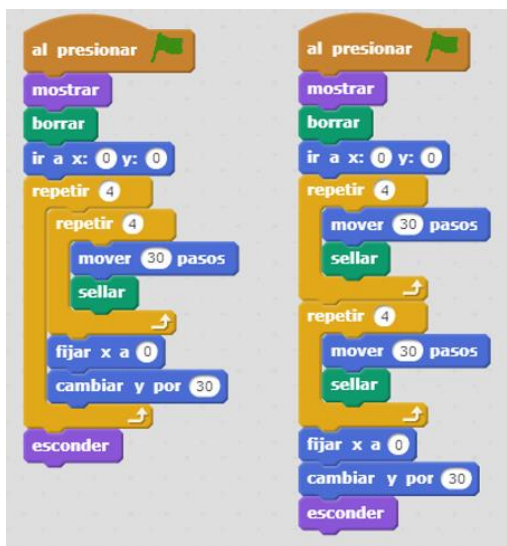 al presionar
mostrar
borrar
ir a x: 0 y: 0
repetir 4
repetir 4
mover 30 pasos
sellar
fijar x a 0
cambiar y por 30
esconder
al presionar
mostrar
borrar
ir a x: 0 y: 0
repetir 4
mover 30 pasos
sellar
repetir 4
mover 30 pasos
sellar
fijar x a 0
cambiar y por 30
esconder